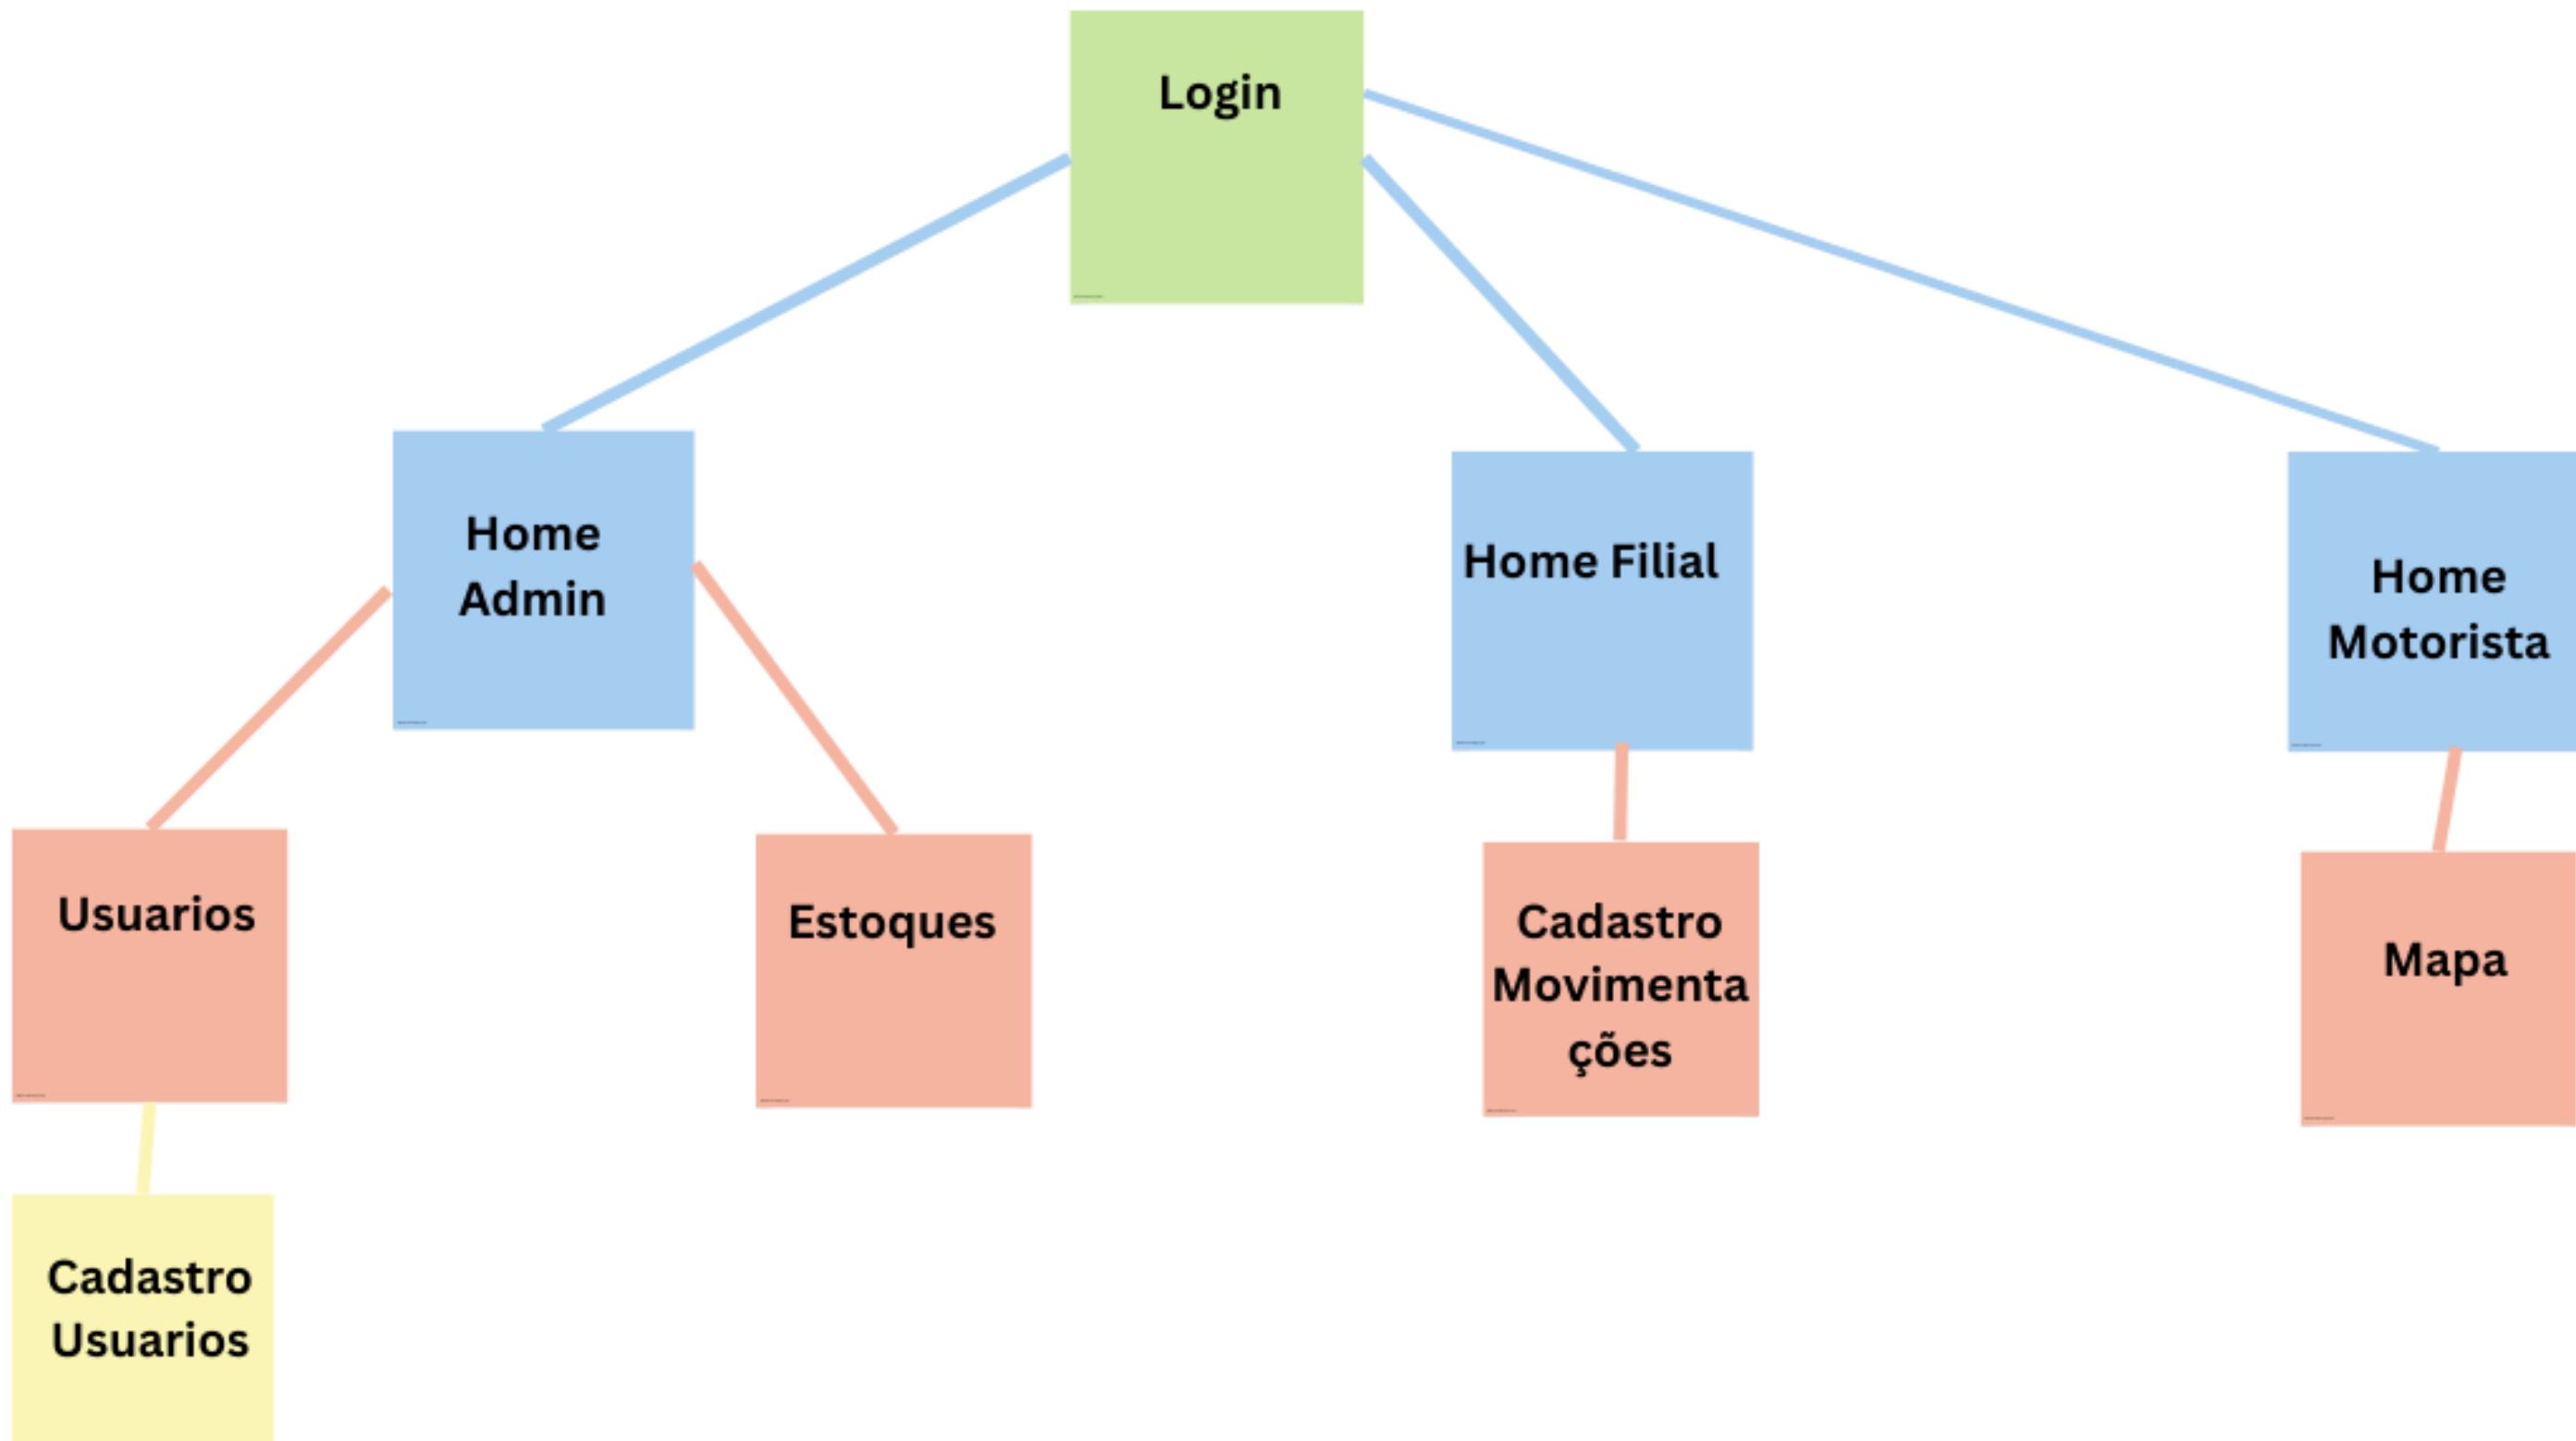 Login
Home
Admin
Home Filial
Home
Motorista
Usuarios
Estoques
Cadastro
Movimenta
ções
Mapa
Cadastro
Usuarios